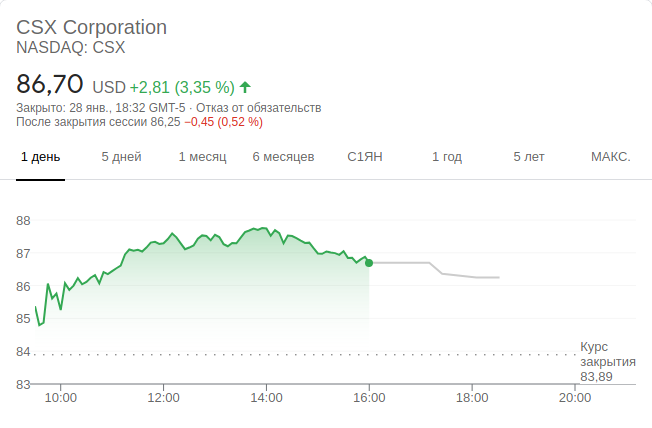 CSX Corporation
NASDAQ: CSX
86,70 USD +2,81 (3,35 %)
Закрыто: 28 янв., 18:32 GMT-5 · Отказ от обязательств
После закрытия сессии 86,25 −0,45 (0,52 %)
1 день 5 дней 1 месяц 6 месяцев С1ЯН 1 год 5 лет МАКС.
88
87
86
85
84
Курс
закрытия
83,89
83
10:00 12:00 14:00 16:00 18:00 20:00